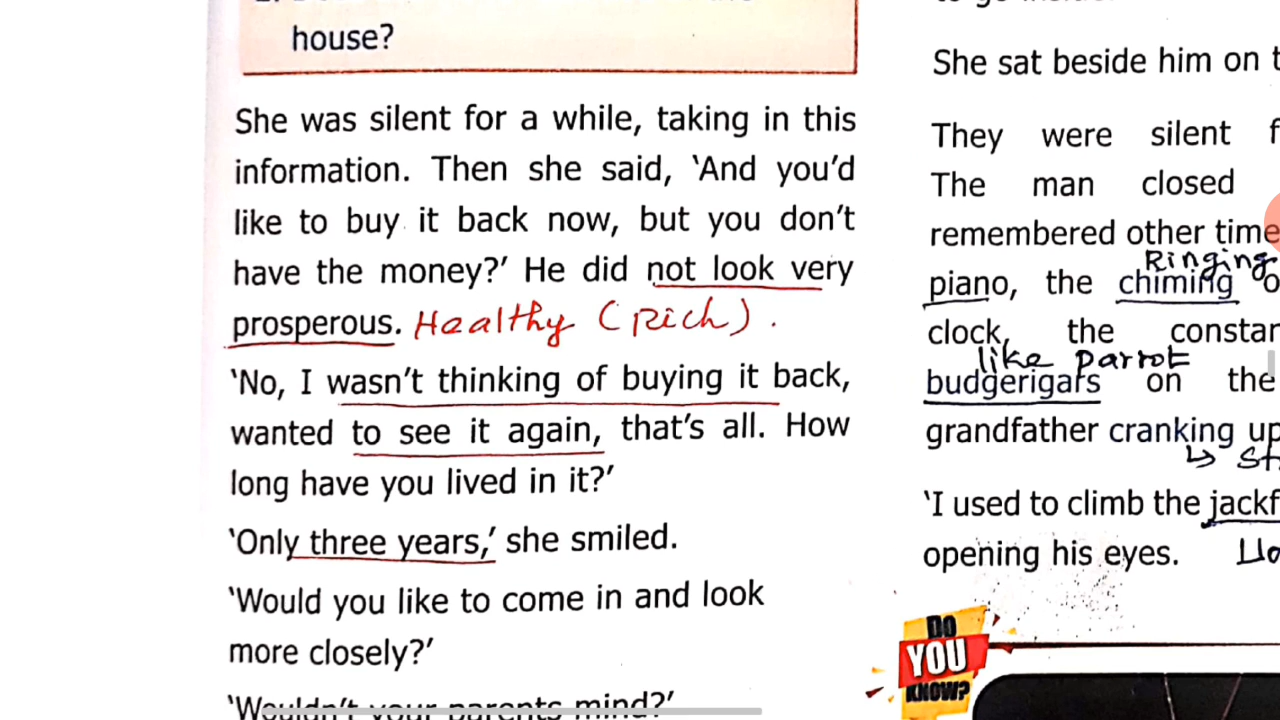 house?
She was silent for a while, taking in this
information. Then she said, ‘And you’d
like to buy it back now, but you don’t
have the money?’ He did not look very
prosperous. Healthy (Rich).
‘No, I wasn’t thinking of buying it back,
wanted to see it again, that’s all. How
long have you lived in it?’
‘Only three years,’ she smiled.
‘Would you like to come in and look
more closely?’
‘Wouldn’t your parents mind?’
She sat beside him on
They were silent
The man closed
remembered other time
Ringing
piano, the chiming
clock, the
like parrot
budgerigars on the
grandfather cranking up
‘I used to climb the
opening his eyes.
DO
YOU
KNOW?